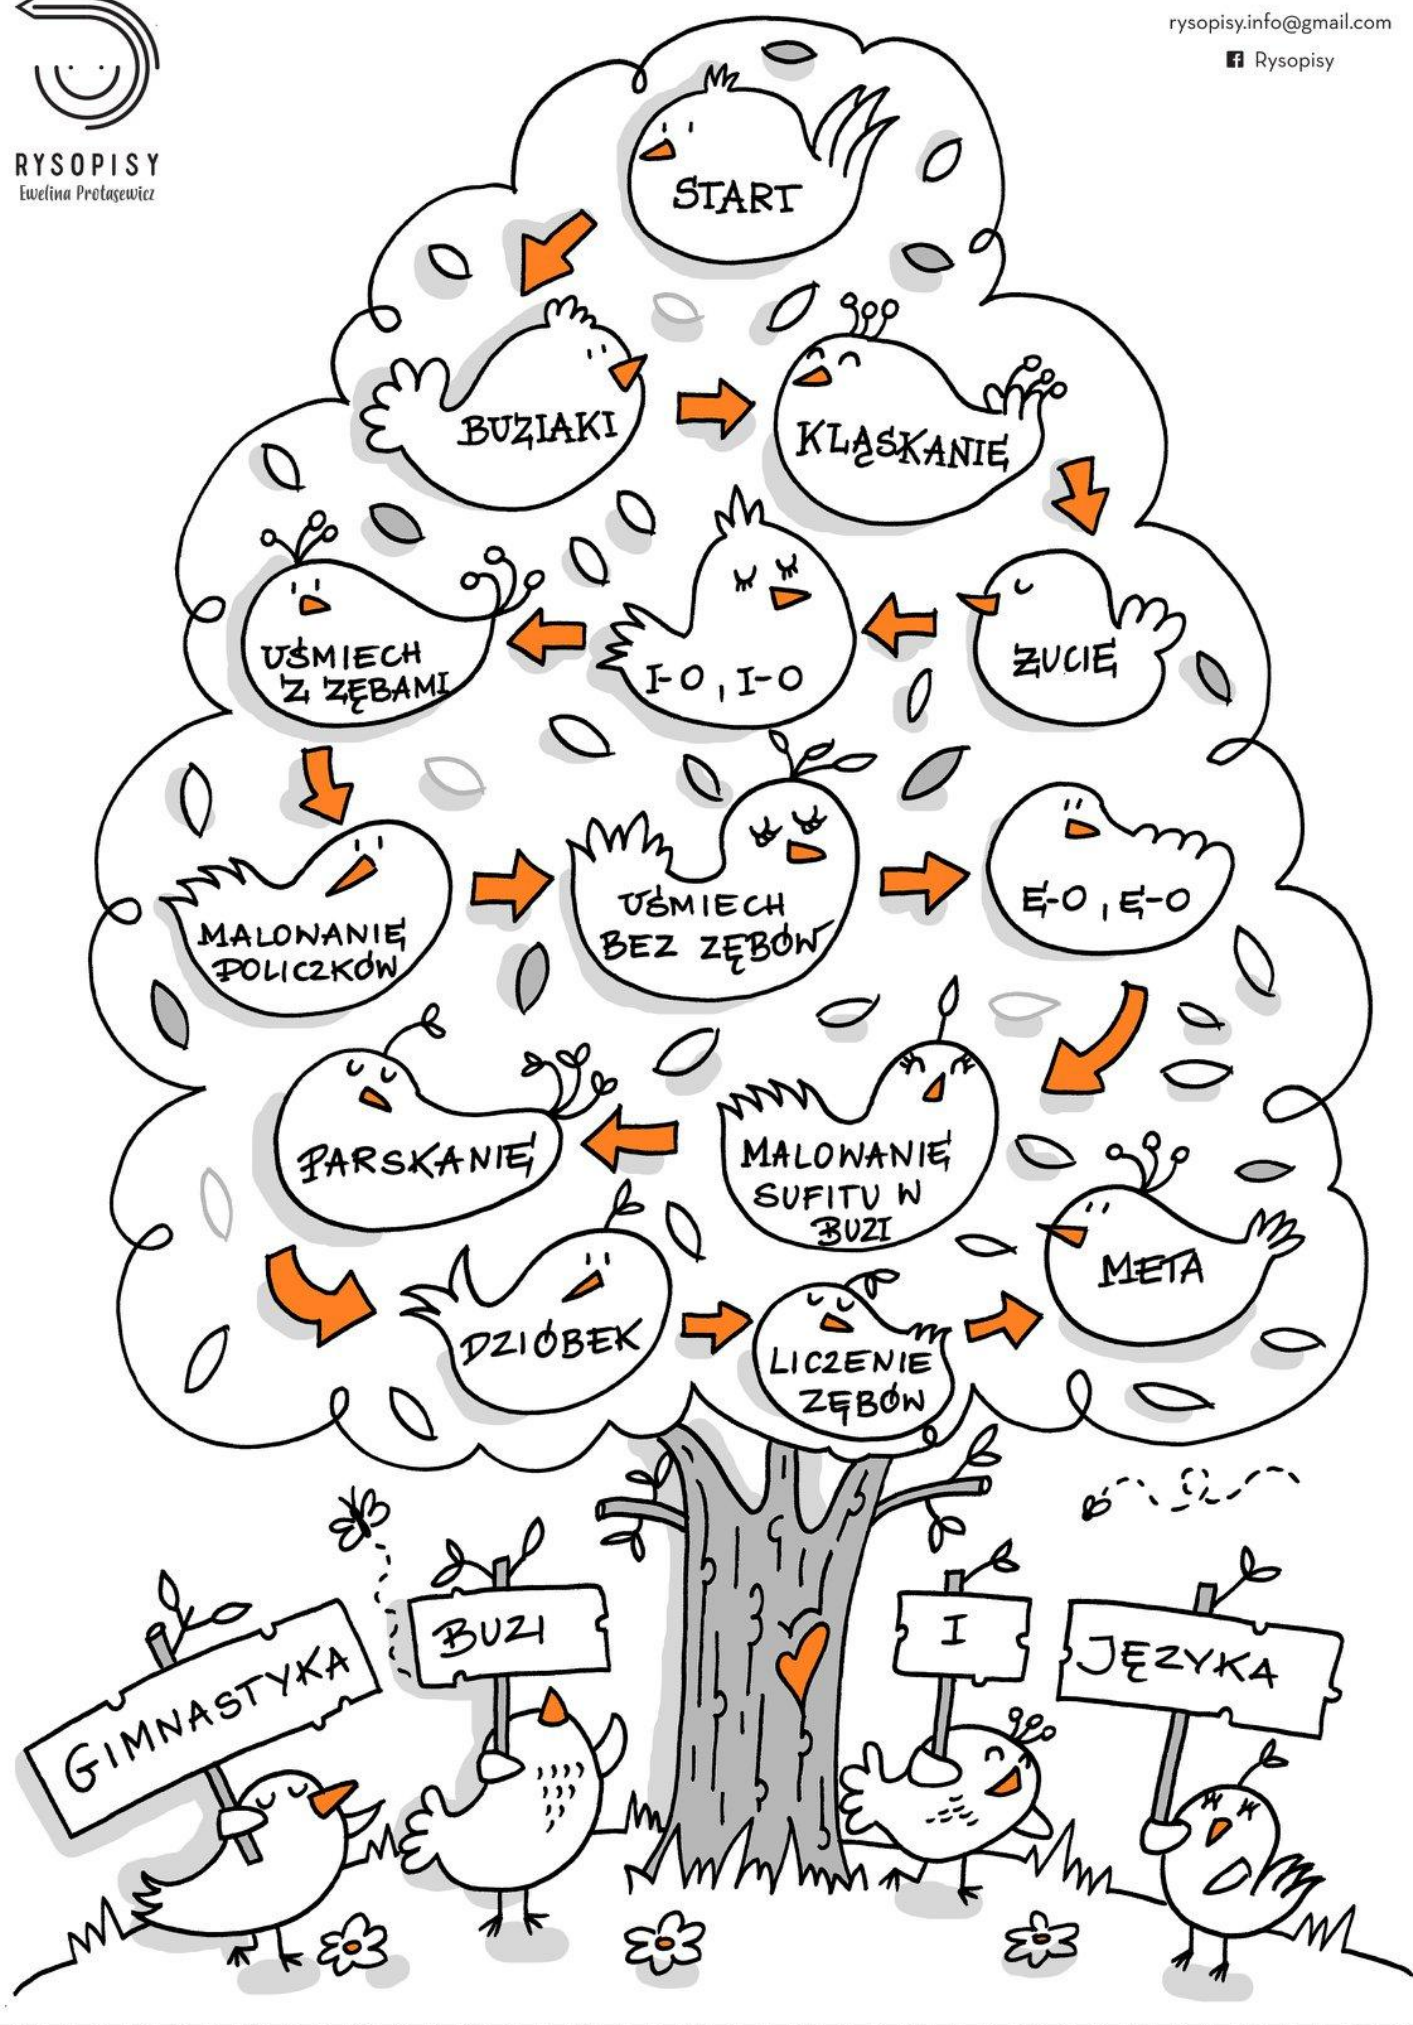 RYSOPISY
Ewelina Protasewicz
rysopisy.info@gmail.com
Rysopisy
START
BUZIAKI
KLĄSKANIE
ŻUCIE
I-O, I-O
UŚMIECH
Z ZĘBAMI
MALOWANIE
POLICZKÓW
UŚMIECH
BEZ ZĘBÓW
E-O, E-O
MALOWANIE
SUFITU W
BUZI
PARSKANIE
DZIÓBEK
LICZENIE
ZĘBÓW
META
GIMNASTYKA
BUZI
I
JĘZYKA